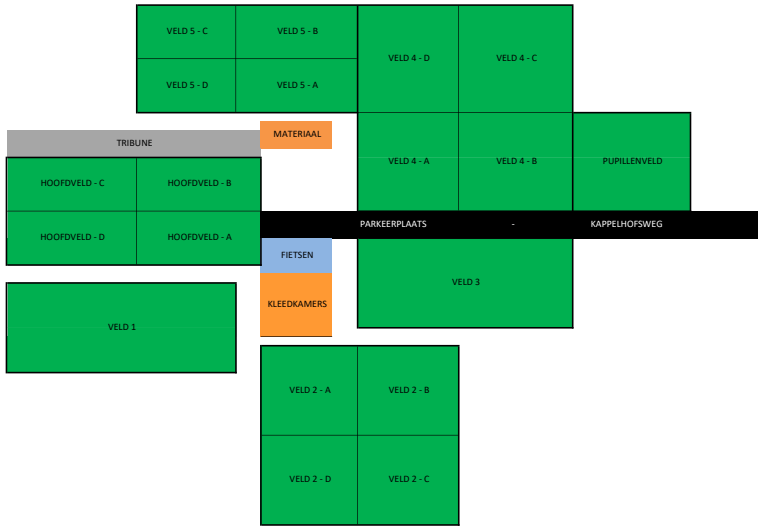 VELD 5 - C
VELD 5 - B
VELD 4 - D
VELD 4 - C
VELD 5 - D
VELD 5 - A
MATERIAAL
TRIBUNE
VELD 4 - A
VELD 4 - B
PUPILLENVELD
HOOFDVELD - C
HOOFDVELD - B
PARKEERPLAATS - KAPPELHOFSWEG
HOOFDVELD - D
HOOFDVELD - A
FIETSEN
VELD 3
KLEEDKAMERS
VELD 1
VELD 2 - A
VELD 2 - B
VELD 2 - D
VELD 2 - C